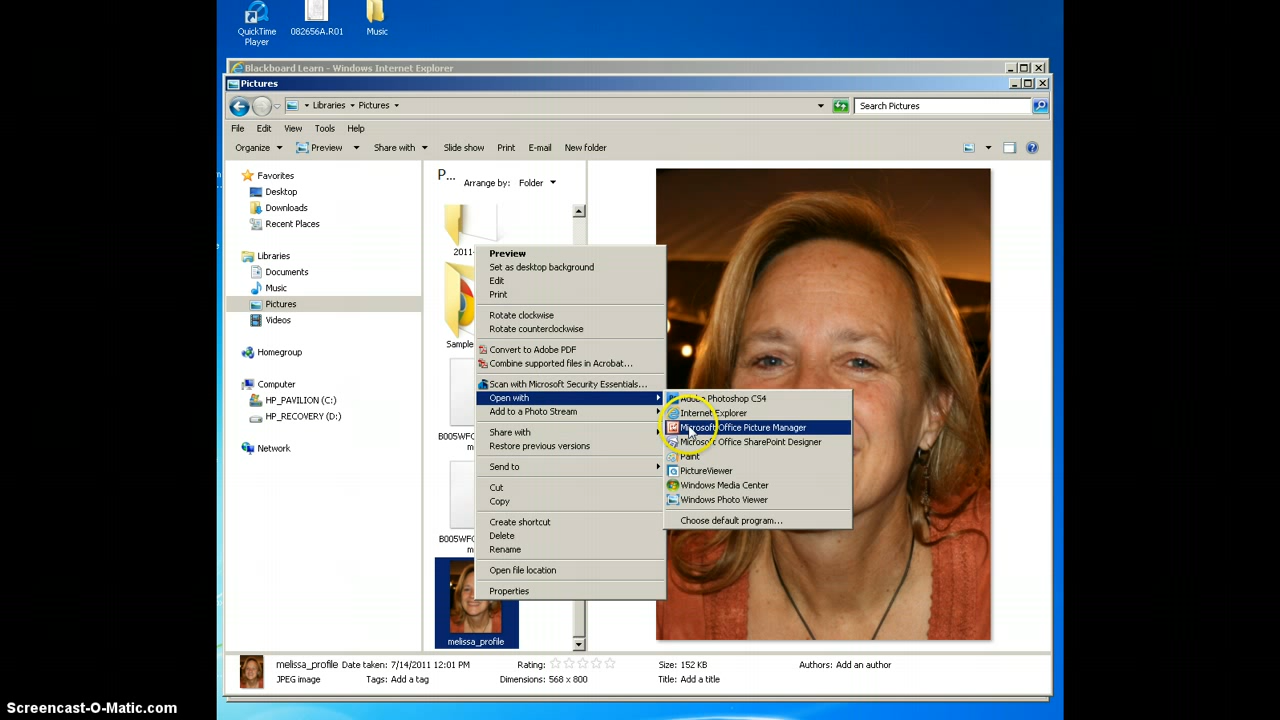 QuickTime Player
082656A.R01
Music
Blackboard Learn - Windows Internet Explorer
Pictures
Libraries Pictures
Search Pictures
File Edit View Tools Help
Organize Preview Share with Slide show Print E-mail New folder
Favorites
Desktop
Downloads
Recent Places
Libraries
Documents
Music
Pictures
Videos
Homegroup
Computer
HP_PAVILION (C:)
HP_RECOVERY (D:)
Network
P...
Arrange by: Folder
2011-
Sample
B005WFC
m
B005WFC
m
melissa_profile
Preview
Set as desktop background
Edit
Print
Rotate clockwise
Rotate counterclockwise
Convert to Adobe PDF
Combine supported files in Acrobat...
Scan with Microsoft Security Essentials...
Open with
Add to a Photo Stream
Share with
Restore previous versions
Send to
Cut
Copy
Create shortcut
Delete
Rename
Open file location
Properties
Adobe Photoshop CS4
Internet Explorer
Microsoft Office Picture Manager
Microsoft Office SharePoint Designer
Paint
PictureViewer
Windows Media Center
Windows Photo Viewer
Choose default program...
melissa_profile Date taken: 7/14/2011 12:01 PM Rating: Size: 152 KB Authors: Add an author
JPEG image Tags: Add a tag Dimensions: 568 x 800 Title: Add a title
Screencast-O-Matic.com